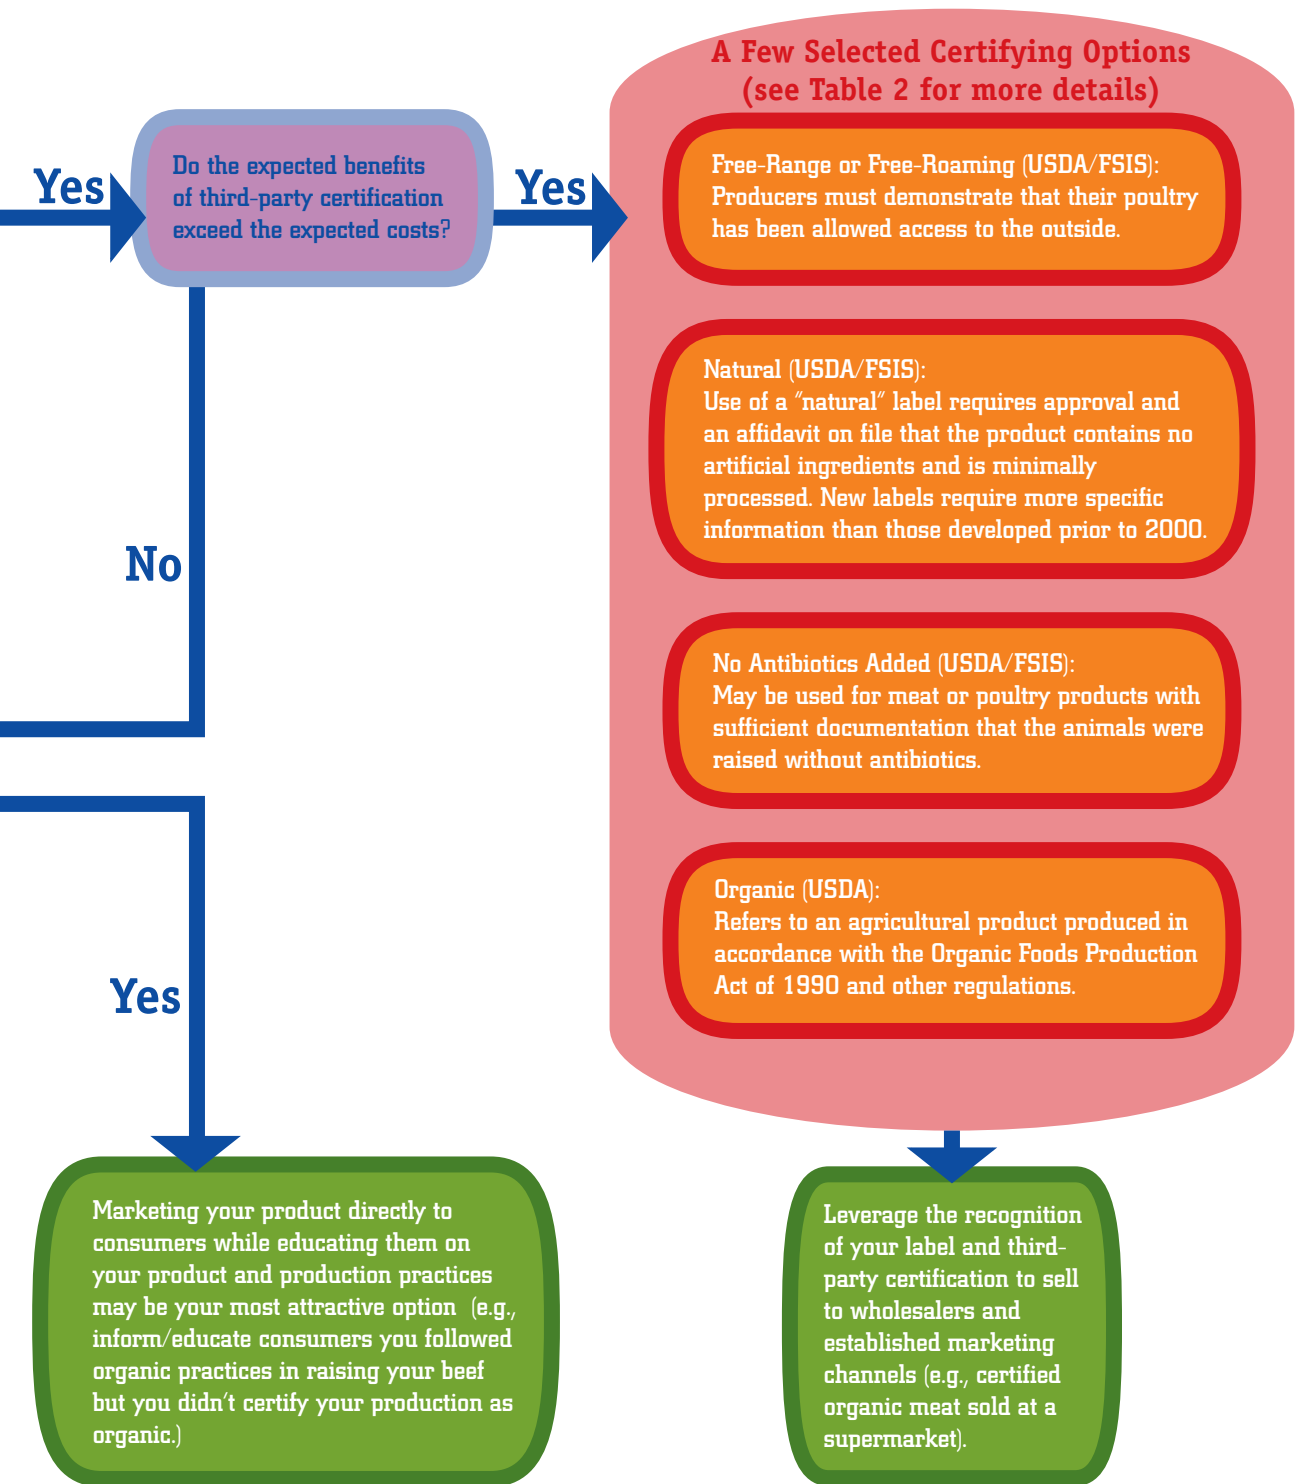 A Few Selected Certifying Options
(see Table 2 for more details)
Yes
Do the expected benefits
of third-party certification
exceed the expected costs?
Yes
Free-Range or Free-Roaming (USDA/FSIS):
Producers must demonstrate that their poultry
has been allowed access to the outside.
Natural (USDA/FSIS):
Use of a "natural" label requires approval and
an affidavit on file that the product contains no
artificial ingredients and is minimally
processed. New labels require more specific
information than those developed prior to 2000.
No
No Antibiotics Added (USDA/FSIS):
May be used for meat or poultry products with
sufficient documentation that the animals were
raised without antibiotics.
Organic (USDA):
Refers to an agricultural product produced in
accordance with the Organic Foods Production
Act of 1990 and other regulations.
Yes
Marketing your product directly to
consumers while educating them on
your product and production practices
may be your most attractive option (e.g.,
inform/educate consumers you followed
organic practices in raising your beef
but you didn't certify your production as
organic.)
Leverage the recognition
of your label and third-
party certification to sell
to wholesalers and
established marketing
channels (e.g., certified
organic meat sold at a
supermarket).